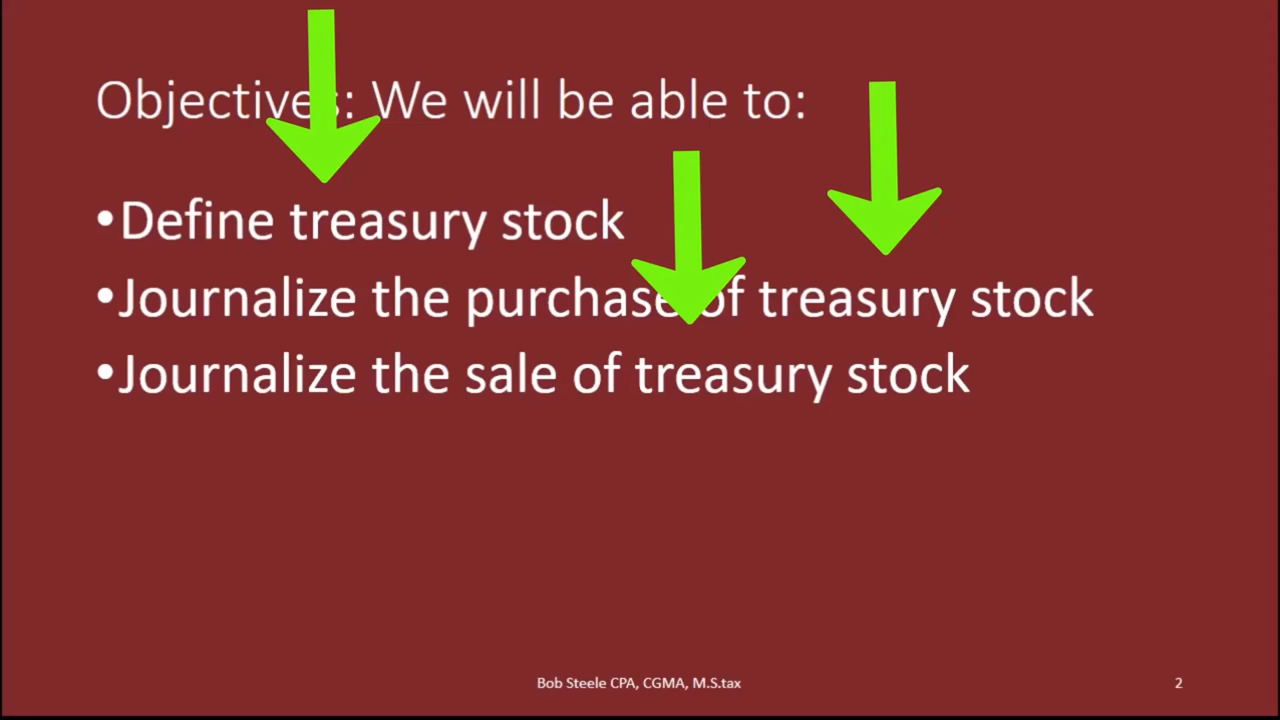 Objectives: We will be able to:
•Define treasury stock
•Journalize the purchase of treasury stock
•Journalize the sale of treasury stock
Bob Steele CPA, CGMA, M.S.tax
2